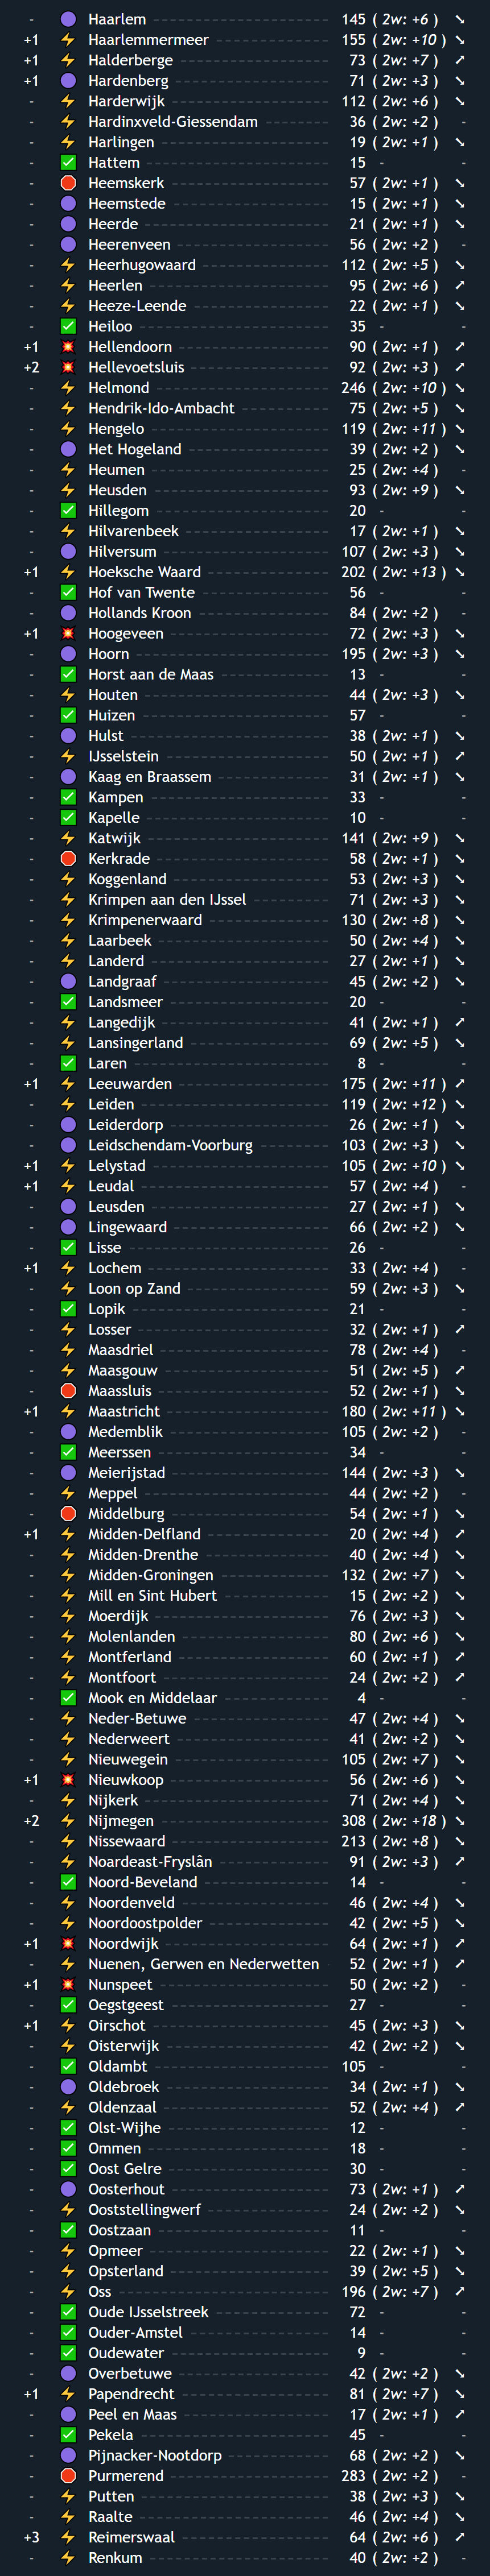 - Haarlem 145 ( 2w: +6 ) ↘
+1 Haarlemmermeer 155 ( 2w: +10 ) ↘
+1 Halderberge 73 ( 2w: +7 ) ↗
+1 Hardenberg 71 ( 2w: +3 ) ↘
- Harderwijk 112 ( 2w: +6 ) ↘
- Hardinxveld-Giessendam 36 ( 2w: +2 ) -
- Harlingen 19 ( 2w: +1 ) ↘
- Hattem 15 - -
- Heemskerk 57 ( 2w: +1 ) ↘
- Heemstede 15 ( 2w: +1 ) ↘
- Heerde 21 ( 2w: +1 ) ↘
- Heerenveen 56 ( 2w: +2 ) -
- Heerhugowaard 112 ( 2w: +5 ) ↘
- Heerlen 95 ( 2w: +6 ) ↗
- Heeze-Leende 22 ( 2w: +1 ) ↘
- Heiloo 35 - -
+1 Hellendoorn 90 ( 2w: +1 ) ↗
+2 Hellevoetsluis 92 ( 2w: +3 ) ↗
- Helmond 246 ( 2w: +10 ) ↘
- Hendrik-Ido-Ambacht 75 ( 2w: +5 ) ↘
- Hengelo 119 ( 2w: +11 ) ↘
- Het Hogeland 39 ( 2w: +2 ) ↘
- Heumen 25 ( 2w: +4 ) -
- Heusden 93 ( 2w: +9 ) ↘
- Hillegom 20 - -
- Hilvarenbeek 17 ( 2w: +1 ) ↘
- Hilversum 107 ( 2w: +3 ) ↘
+1 Hoeksche Waard 202 ( 2w: +13 ) ↘
- Hof van Twente 56 - -
- Hollands Kroon 84 ( 2w: +2 ) -
+1 Hoogeveen 72 ( 2w: +3 ) ↘
- Hoorn 195 ( 2w: +3 ) ↘
- Horst aan de Maas 13 - -
- Houten 44 ( 2w: +3 ) ↘
- Huizen 57 - -
- Hulst 38 ( 2w: +1 ) ↘
- IJsselstein 50 ( 2w: +1 ) ↗
- Kaag en Braassem 31 ( 2w: +1 ) ↘
- Kampen 33 - -
- Kapelle 10 - -
- Katwijk 141 ( 2w: +9 ) ↘
- Kerkrade 58 ( 2w: +1 ) ↘
- Koggenland 53 ( 2w: +3 ) ↘
- Krimpen aan den IJssel 71 ( 2w: +3 ) ↘
- Krimpenerwaard 130 ( 2w: +8 ) ↘
- Laarbeek 50 ( 2w: +4 ) ↘
- Landerd 27 ( 2w: +1 ) ↘
- Landgraaf 45 ( 2w: +2 ) ↘
- Landsmeer 20 - -
- Langedijk 41 ( 2w: +1 ) ↗
- Lansingerland 69 ( 2w: +5 ) ↘
- Laren 8 - -
+1 Leeuwarden 175 ( 2w: +11 ) ↗
- Leiden 119 ( 2w: +12 ) ↘
- Leiderdorp 26 ( 2w: +1 ) ↘
- Leidschendam-Voorburg 103 ( 2w: +3 ) ↘
+1 Lelystad 105 ( 2w: +10 ) ↘
+1 Leudal 57 ( 2w: +4 ) -
- Leusden 27 ( 2w: +1 ) ↘
- Lingewaard 66 ( 2w: +2 ) ↘
- Lisse 26 - -
+1 Lochem 33 ( 2w: +4 ) -
- Loon op Zand 59 ( 2w: +3 ) ↘
- Lopik 21 - -
- Losser 32 ( 2w: +1 ) ↗
- Maasdriel 78 ( 2w: +4 ) -
- Maasgouw 51 ( 2w: +5 ) ↗
- Maassluis 52 ( 2w: +1 ) ↘
+1 Maastricht 180 ( 2w: +11 ) ↘
- Medemblik 105 ( 2w: +2 ) -
- Meerssen 34 - -
- Meierijstad 144 ( 2w: +3 ) ↘
- Meppel 44 ( 2w: +2 ) -
- Middelburg 54 ( 2w: +1 ) ↘
+1 Midden-Delfland 20 ( 2w: +4 ) ↗
- Midden-Drenthe 40 ( 2w: +4 ) ↘
- Midden-Groningen 132 ( 2w: +7 ) ↘
- Mill en Sint Hubert 15 ( 2w: +2 ) ↘
- Moerdijk 76 ( 2w: +3 ) ↘
- Molenlanden 80 ( 2w: +6 ) ↘
- Montferland 60 ( 2w: +1 ) ↗
- Montfoort 24 ( 2w: +2 ) ↗
- Mook en Middelaar 4 - -
- Neder-Betuwe 47 ( 2w: +4 ) ↘
- Nederweert 41 ( 2w: +2 ) ↘
- Nieuwegein 105 ( 2w: +7 ) ↘
+1 Nieuwkoop 56 ( 2w: +6 ) ↘
- Nijkerk 71 ( 2w: +4 ) ↘
+2 Nijmegen 308 ( 2w: +18 ) ↘
- Nissewaard 213 ( 2w: +8 ) ↘
- Noardeast-Fryslân 91 ( 2w: +3 ) ↗
- Noord-Beveland 14 - -
- Noordenveld 46 ( 2w: +4 ) ↘
- Noordoostpolder 42 ( 2w: +5 ) ↘
+1 Noordwijk 64 ( 2w: +1 ) ↗
- Nuenen, Gerwen en Nederwetten 52 ( 2w: +1 ) ↗
+1 Nunspeet 50 ( 2w: +2 ) -
- Oegstgeest 27 - -
+1 Oirschot 45 ( 2w: +3 ) ↘
- Oisterwijk 42 ( 2w: +2 ) ↘
- Oldambt 105 - -
- Oldebroek 34 ( 2w: +1 ) ↘
- Oldenzaal 52 ( 2w: +4 ) ↗
- Olst-Wijhe 12 - -
- Ommen 18 - -
- Oost Gelre 30 - -
- Oosterhout 73 ( 2w: +1 ) ↗
- Ooststellingwerf 24 ( 2w: +2 ) ↘
- Oostzaan 11 - -
- Opmeer 22 ( 2w: +1 ) ↘
- Opsterland 39 ( 2w: +5 ) ↘
- Oss 196 ( 2w: +7 ) ↗
- Oude IJsselstreek 72 - -
- Ouder-Amstel 14 - -
- Oudewater 9 - -
- Overbetuwe 42 ( 2w: +2 ) ↘
+1 Papendrecht 81 ( 2w: +7 ) ↘
- Peel en Maas 17 ( 2w: +1 ) ↗
- Pekela 45 - -
- Pijnacker-Nootdorp 68 ( 2w: +2 ) ↘
- Purmerend 283 ( 2w: +2 ) -
- Putten 38 ( 2w: +3 ) ↘
- Raalte 46 ( 2w: +4 ) ↘
+3 Reimerswaal 64 ( 2w: +6 ) ↗
- Renkum 40 ( 2w: +2 ) -